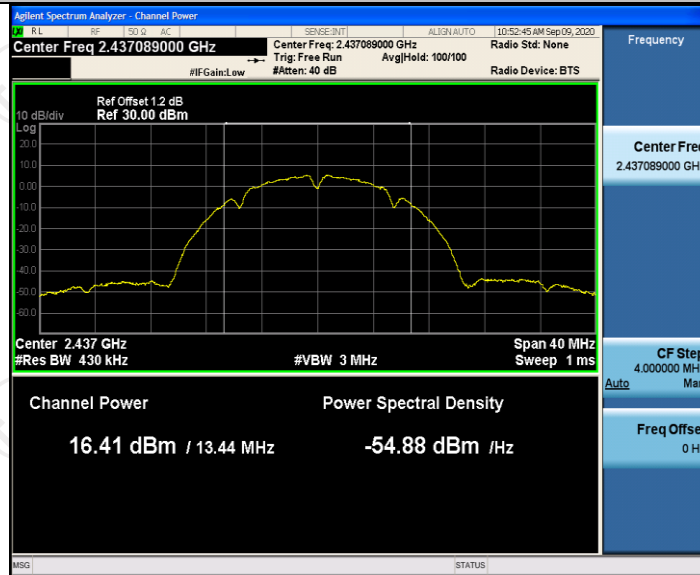 Agilent Spectrum Analyzer - Channel Power
RL RF 50 Ω AC SENSE:INT ALIGN AUTO 10:52:45 AM Sep 09, 2020
Center Freq 2.437089000 GHz
Center Freq: 2.437089000 GHz Radio Std: None
Trig: Free Run Avg|Hold: 100/100
#IFGain:Low #Atten: 40 dB Radio Device: BTS
Ref Offset 1.2 dB
10 dB/div Ref 30.00 dBm
Log
20.0
10.0
0.00
-10.0
-20.0
-30.0
-40.0
-50.0
-60.0
Center 2.437 GHz Span 40 MHz
#Res BW 430 kHz #VBW 3 MHz Sweep 1 ms
Channel Power Power Spectral Density
16.41 dBm / 13.44 MHz -54.88 dBm /Hz
MSG STATUS
Frequency
Center Fre
2.437089000 GH
CF Step
4.000000 MH
Auto Man
Freq Offse
0 H